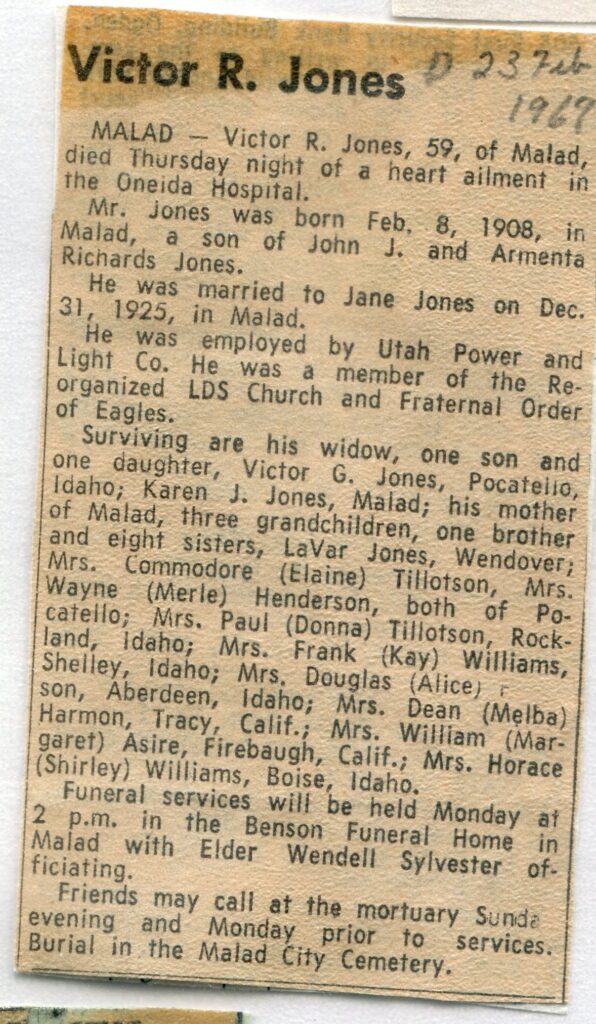 Victor R. Jones
D 23 Feb
1967
MALAD — Victor R. Jones, 59, of Malad,
died Thursday night of a heart ailment in
the Oneida Hospital.
Mr. Jones was born Feb. 8, 1908, in
Malad, a son of John J. and Armenta
Richards Jones.
He was married to Jane Jones on Dec.
31, 1925, in Malad.
He was employed by Utah Power and
Light Co. He was a member of the Re-
organized LDS Church and Fraternal Order
of Eagles.
Surviving are his widow, one son and
one daughter, Victor G. Jones, Pocatello,
Idaho; Karen J. Jones, Malad; his mother
of Malad, three grandchildren, one brother
and eight sisters, LaVar Jones, Wendover;
Mrs. Commodore (Elaine) Tillotson, Mrs.
Wayne (Merle) Henderson, both of Po-
catello; Mrs. Paul (Donna) Tillotson, Rock-
land, Idaho; Mrs. Frank (Kay) Williams,
Shelley, Idaho; Mrs. Douglas (Alice)
son, Aberdeen, Idaho; Mrs. Dean (Melba)
Harmon, Tracy, Calif.; Mrs. William (Mar-
garet) Asire, Firebaugh, Calif.; Mrs. Horace
(Shirley) Williams, Boise, Idaho.
Funeral services will be held Monday at
2 p.m. in the Benson Funeral Home in
Malad with Elder Wendell Sylvester of-
ficiating.
Friends may call at the mortuary Sunda
evening and Monday prior to services.
Burial in the Malad City Cemetery.